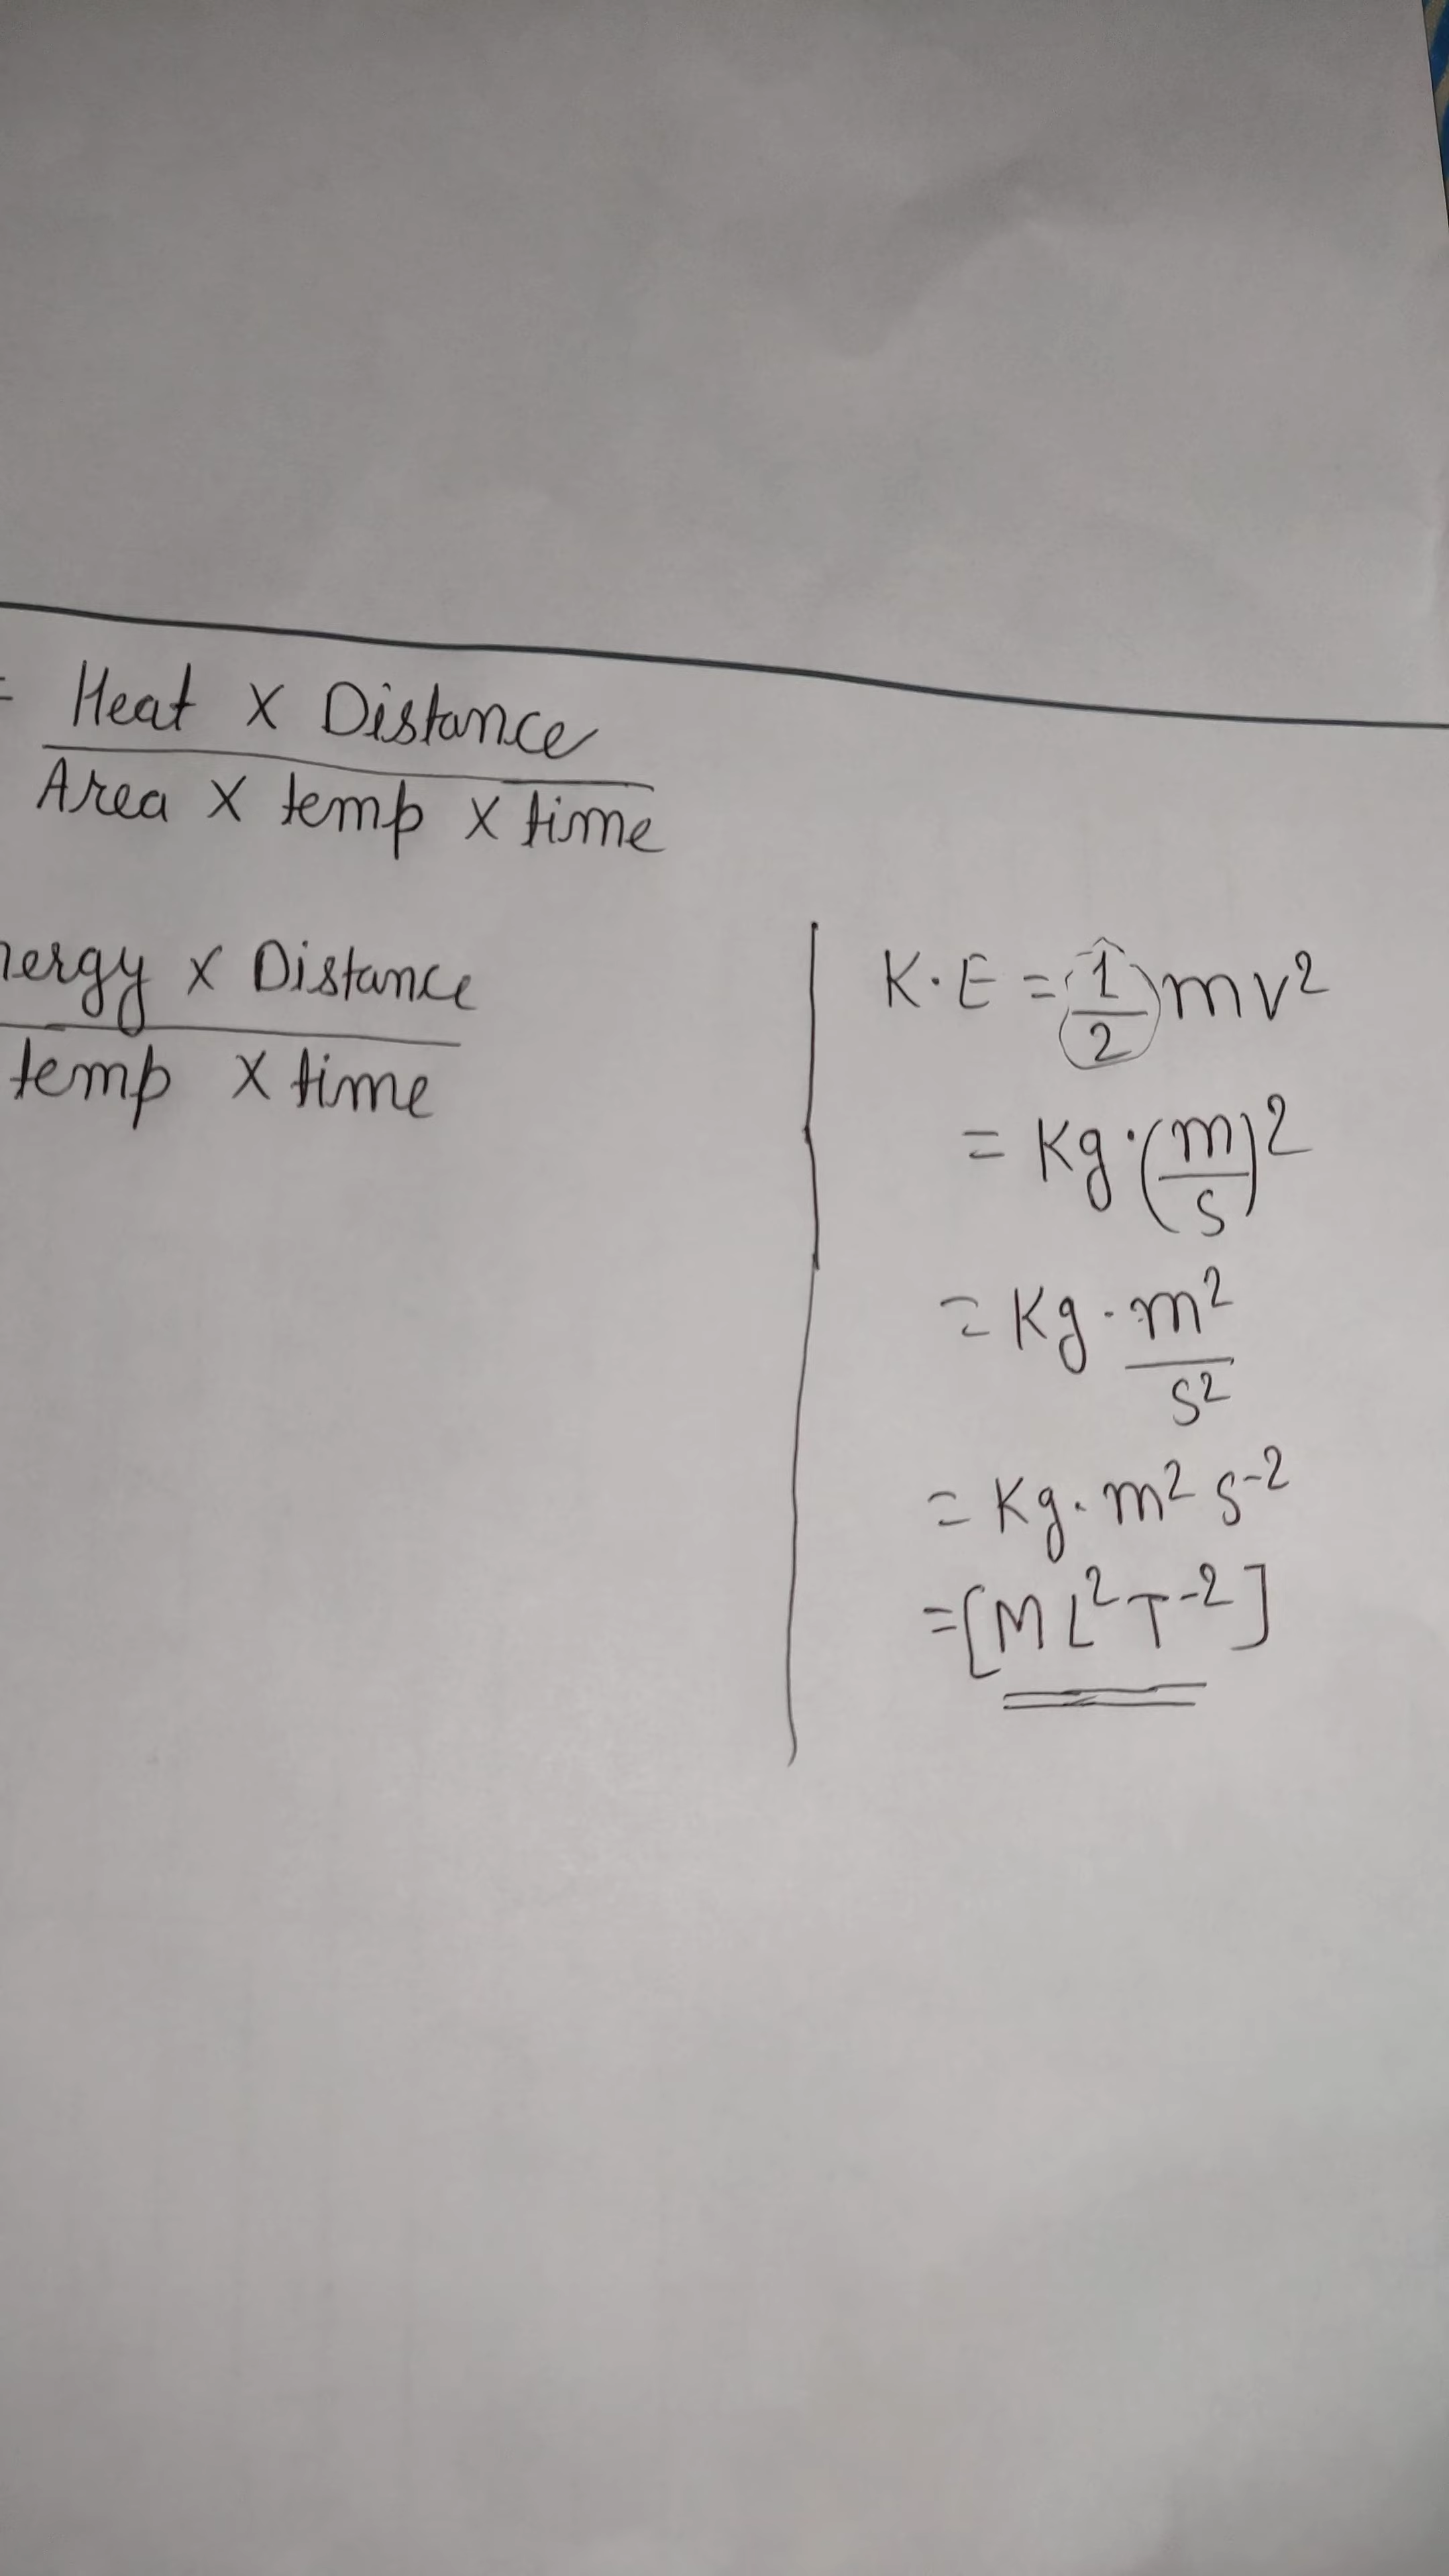 = Heat X Distance
Area X temp X time
nergy X Distance
temp X time
K.E = 1/2 mv²
= Kg.(m/s)²
= Kg.m²/s²
= Kg.m² s⁻²
=[ML²T⁻²]